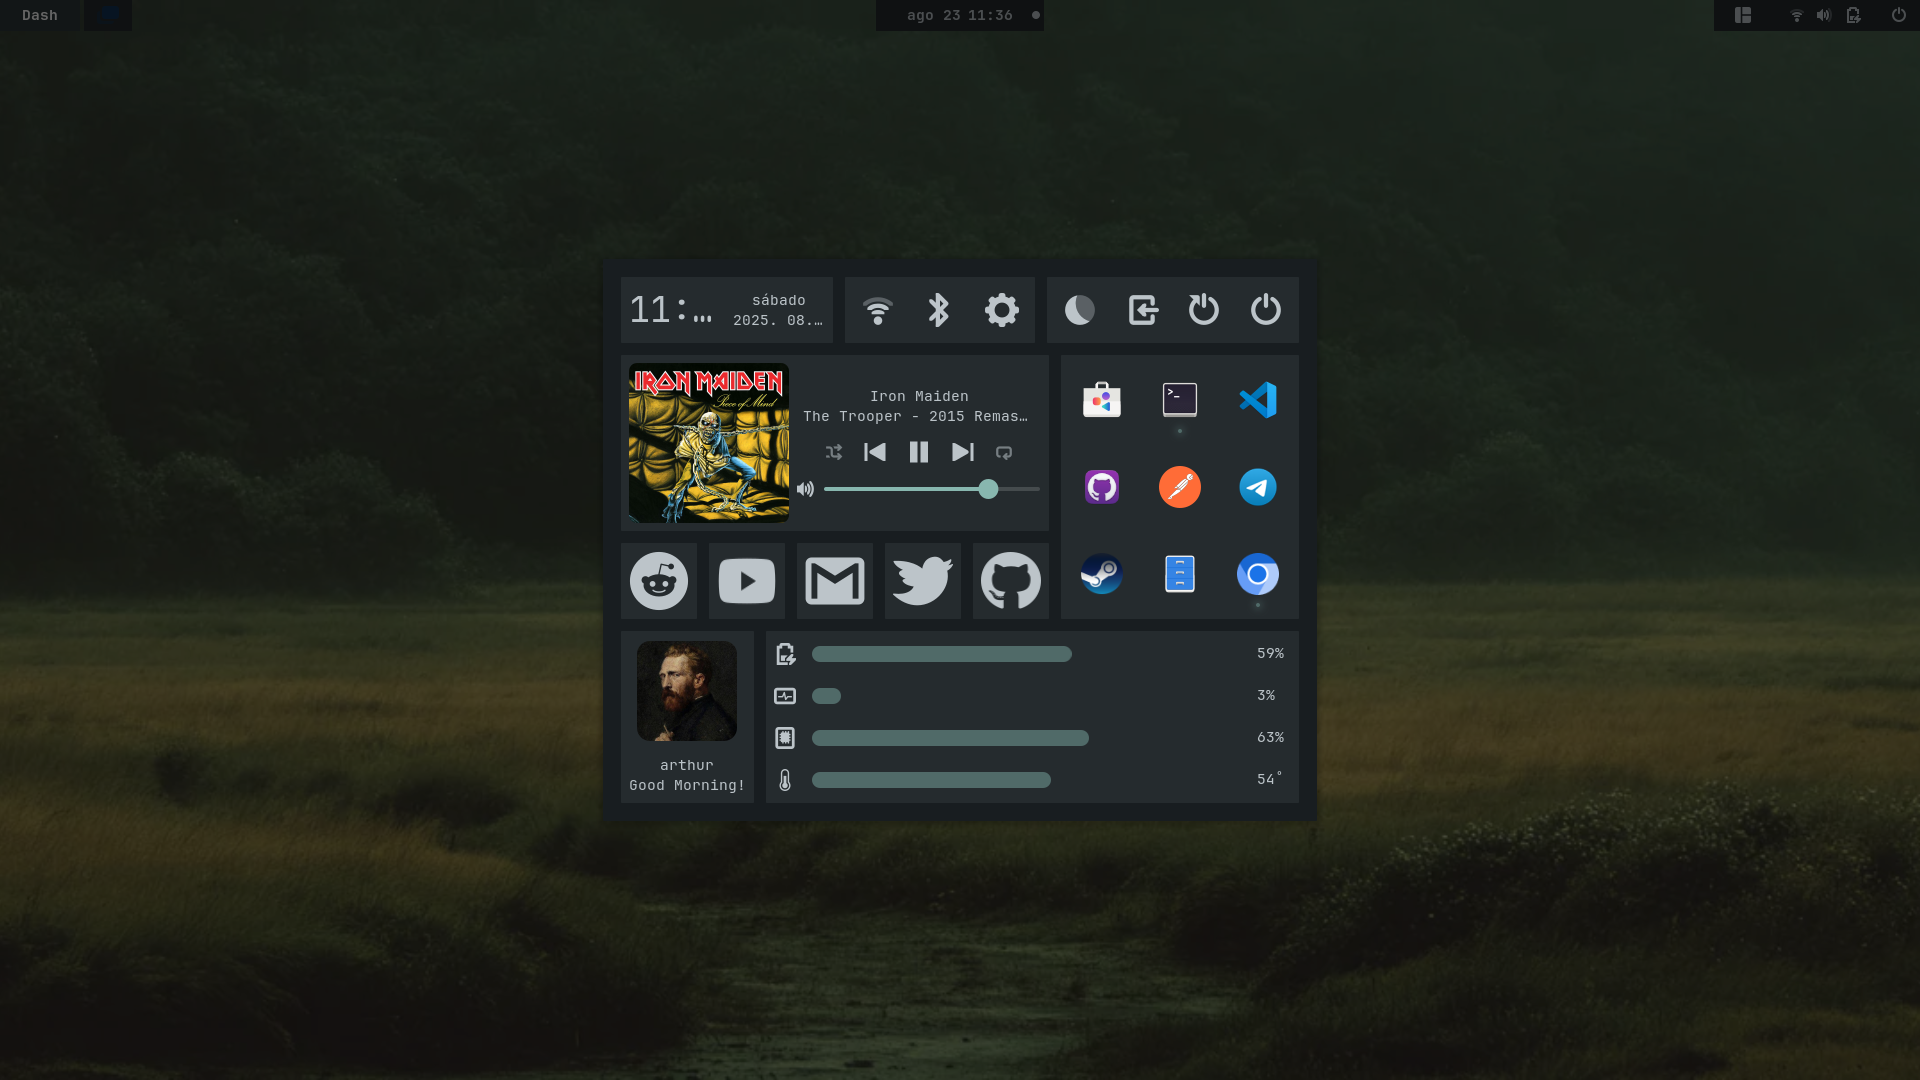 Dash
ago 23 11:36
11:…
sábado
2025. 08.…
IRON MAIDEN
Piece of Mind
Iron Maiden
The Trooper - 2015 Remas…
59%
3%
63%
54°
arthur
Good Morning!